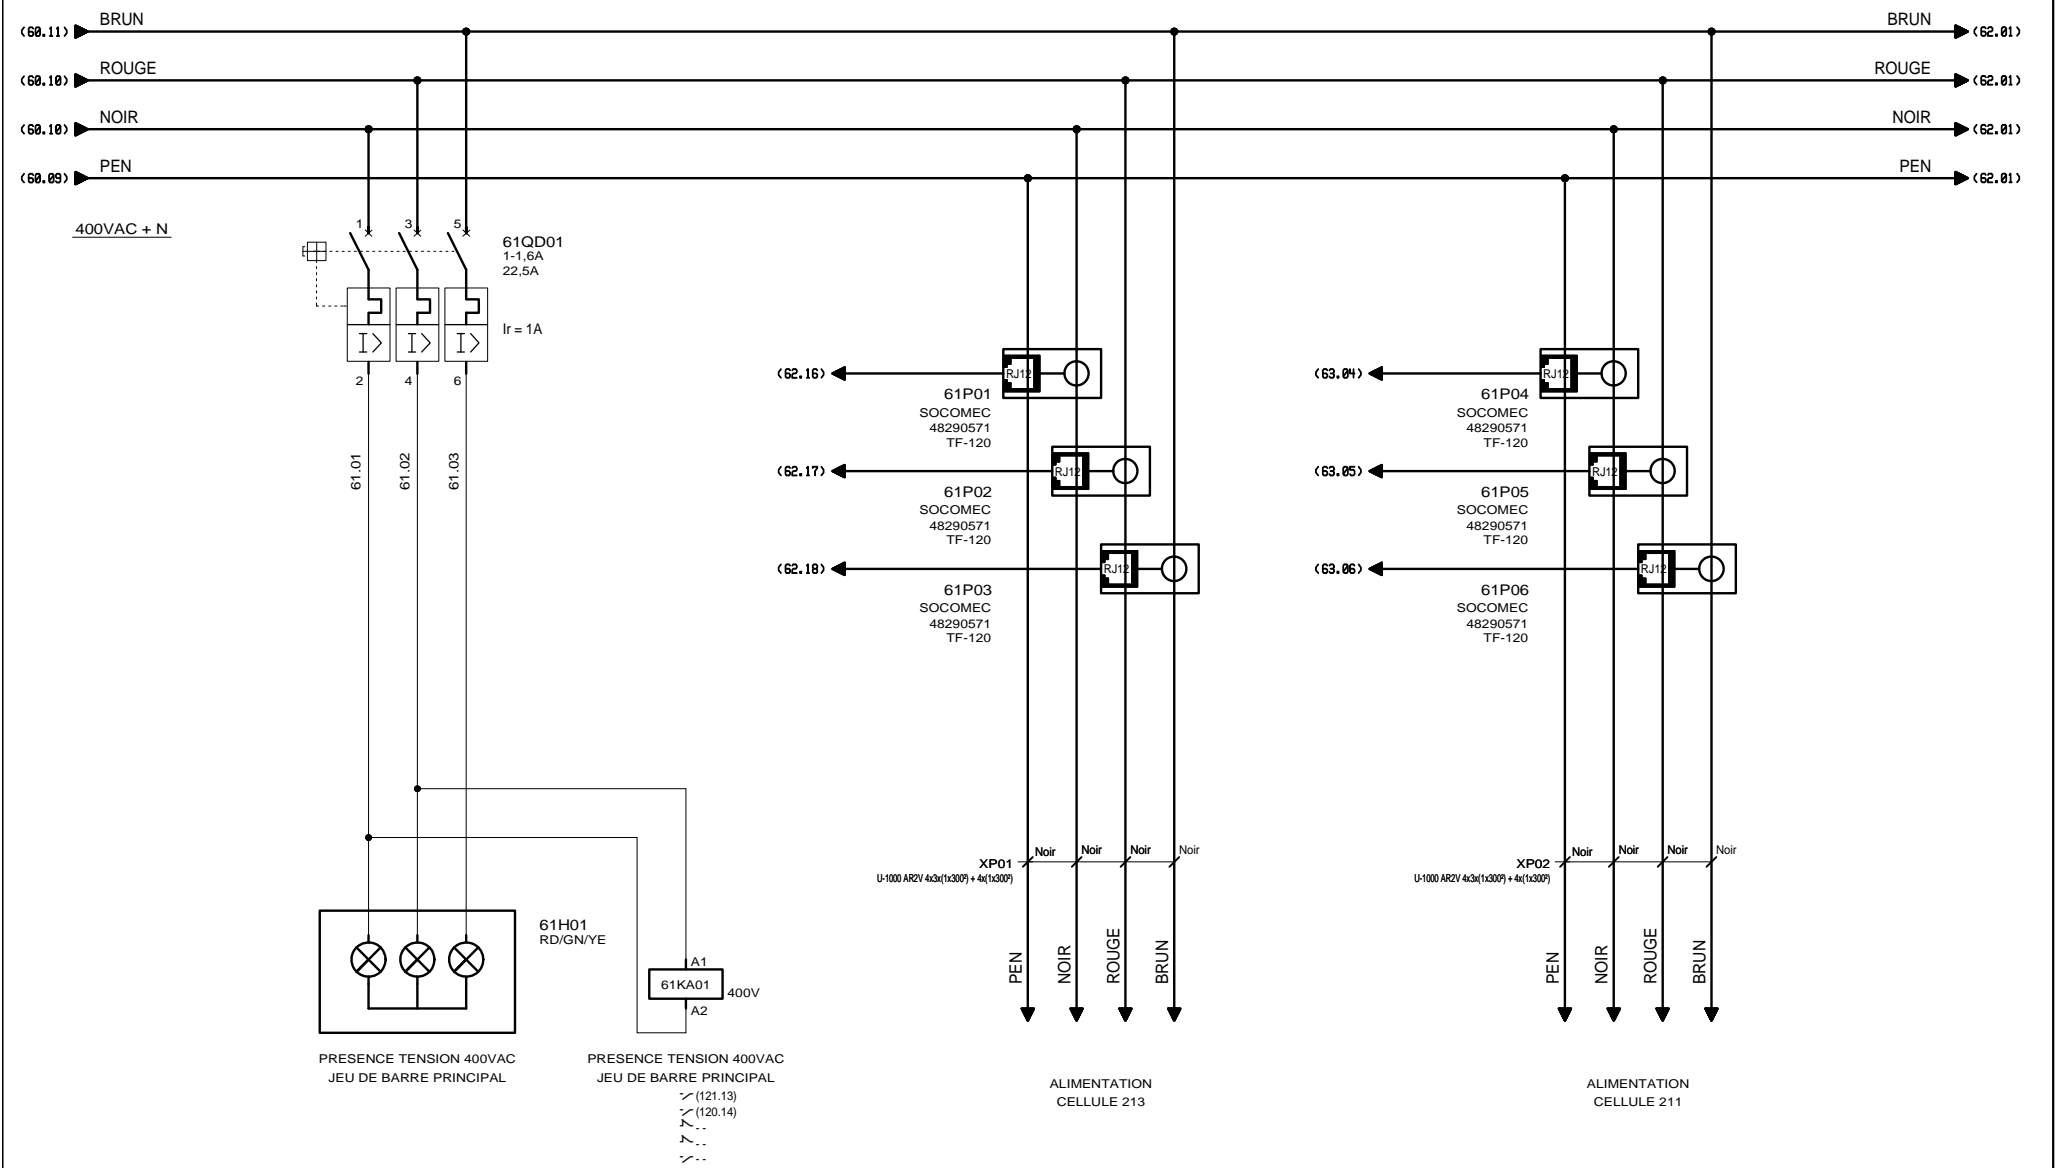 BRUN
BRUN
(60.11)
(62.01)
ROUGE
ROUGE
(60.10)
(62.01)
NOIR
NOIR
(60.10)
(62.01)
PEN
PEN
(60.09)
(62.01)
400VAC + N
1
3
5
61QD01
1-1,6A
22,5A
Ir = 1A
I>
I>
I>
2
4
6
61.01
61.02
61.03
(62.16)
RJ12
61P01
SOCOMEC
48290571
TF-120
(62.17)
RJ12
61P02
SOCOMEC
48290571
TF-120
(62.18)
RJ12
61P03
SOCOMEC
48290571
TF-120
(63.04)
RJ12
61P04
SOCOMEC
48290571
TF-120
(63.05)
RJ12
61P05
SOCOMEC
48290571
TF-120
(63.06)
RJ12
61P06
SOCOMEC
48290571
TF-120
XP01
Noir
Noir
Noir
Noir
U-1000 AR2V 4x3x(1x300²) + 4x(1x300²)
XP02
Noir
Noir
Noir
Noir
U-1000 AR2V 4x3x(1x300²) + 4x(1x300²)
PEN
NOIR
ROUGE
BRUN
PEN
NOIR
ROUGE
BRUN
61H01
RD/GN/YE
A1
61KA01
400V
A2
PRESENCE TENSION 400VAC
JEU DE BARRE PRINCIPAL
PRESENCE TENSION 400VAC
JEU DE BARRE PRINCIPAL
(121.13)
(120.14)
ALIMENTATION
CELLULE 213
ALIMENTATION
CELLULE 211